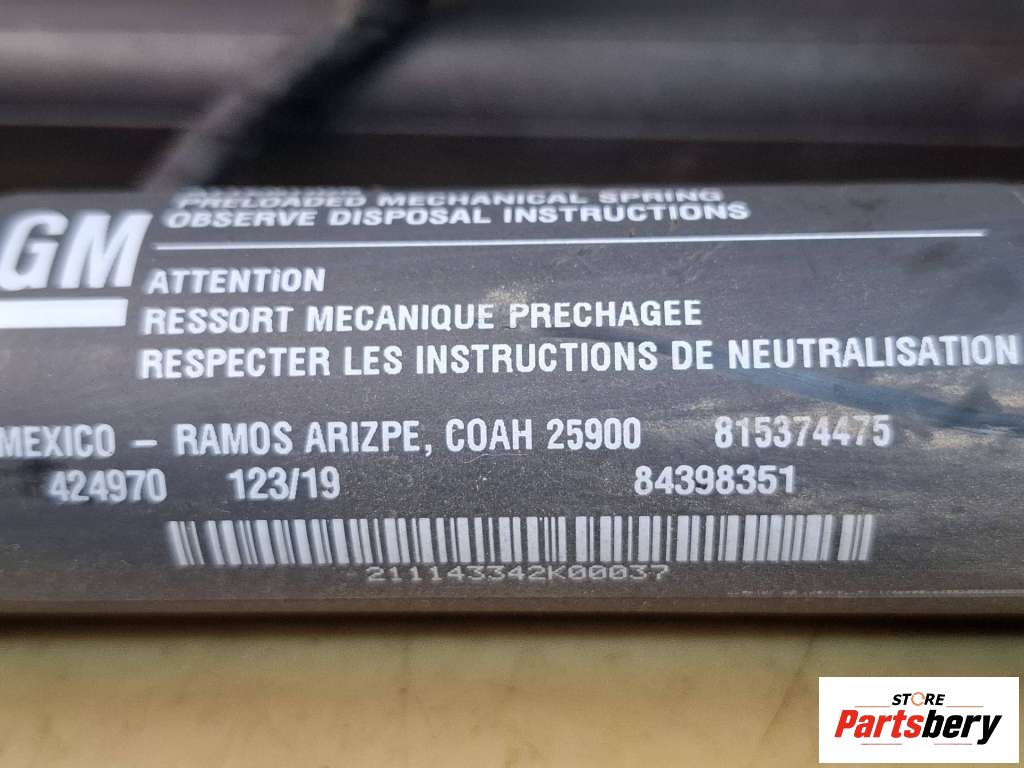 GM
PRELOADED MECHANICAL SPRING
OBSERVE DISPOSAL INSTRUCTIONS
ATTENTION
RESSORT MECANIQUE PRECHAGEE
RESPECTER LES INSTRUCTIONS DE NEUTRALISATION
MEXICO – RAMOS ARIZPE, COAH 25900 815374475
424970 123/19 84398351
211143342K00037
STORE
Partsbery